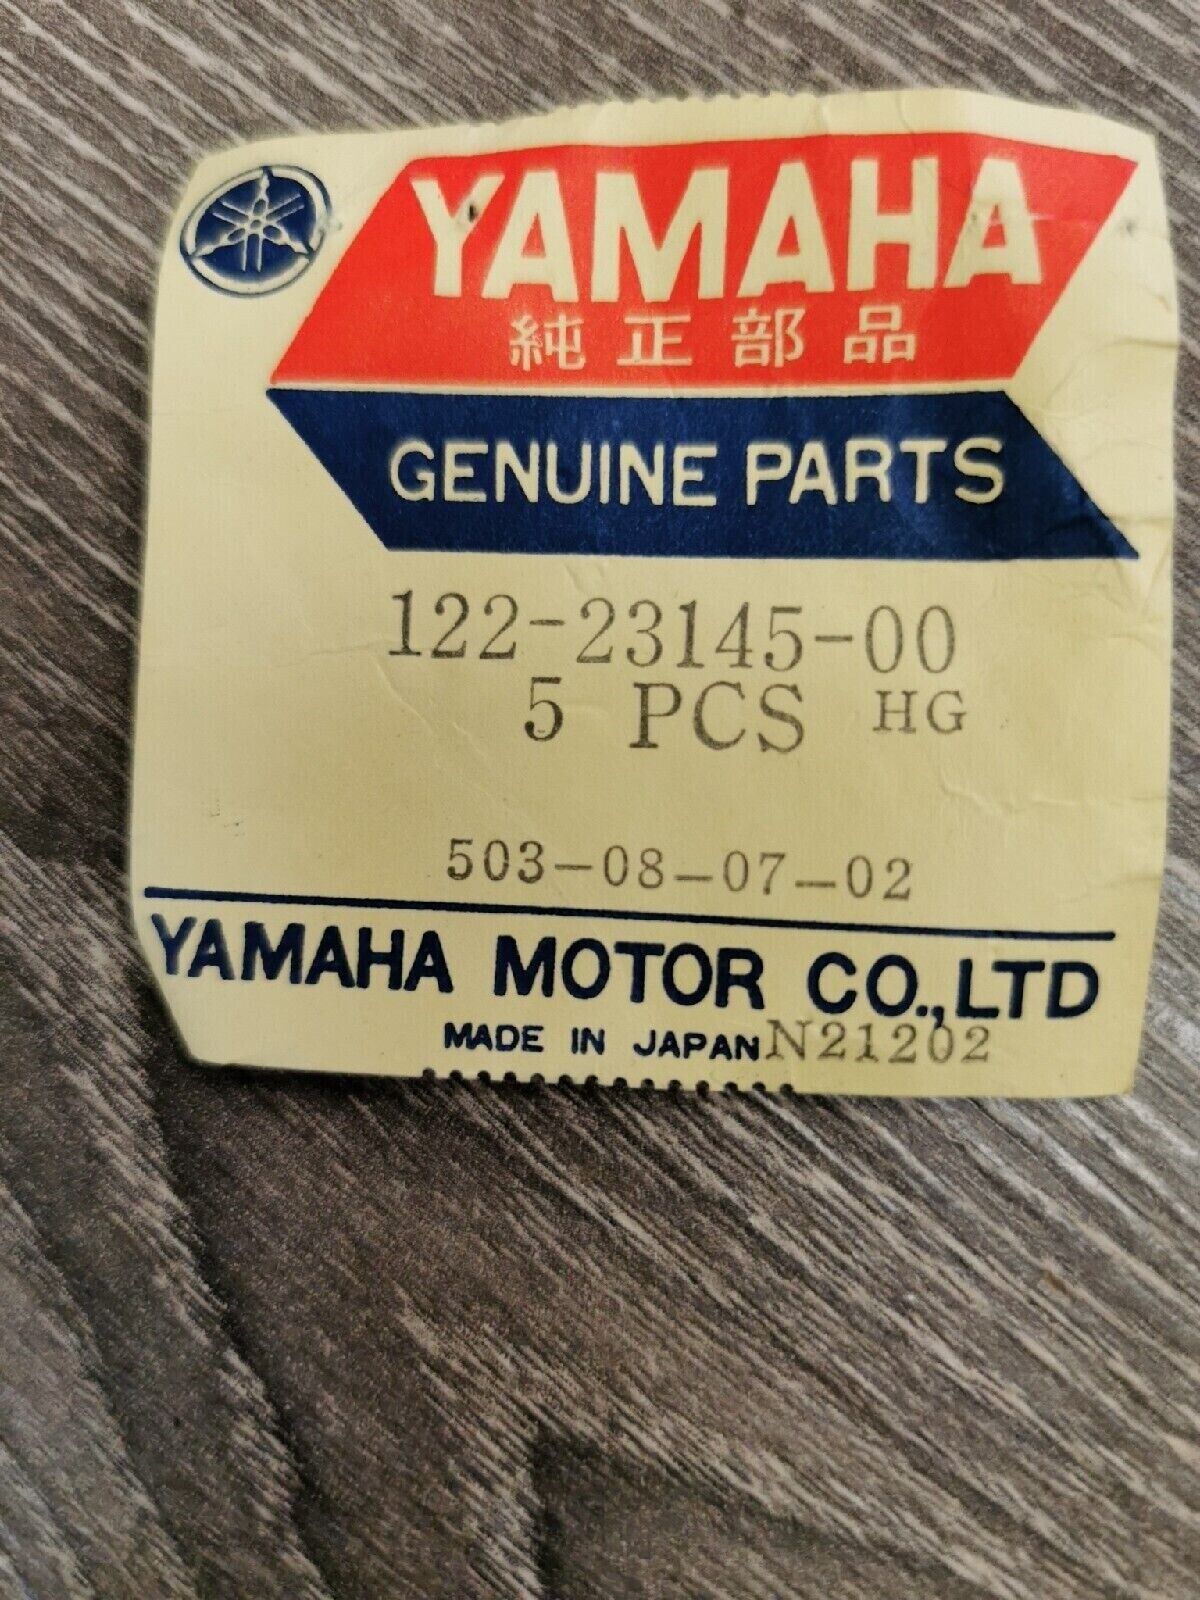 YAMAHA
純正部品
GENUINE PARTS
122-23145-00
5 PCS HG
503-08-07-02
YAMAHA MOTOR CO.,LTD
MADE IN JAPAN N21202